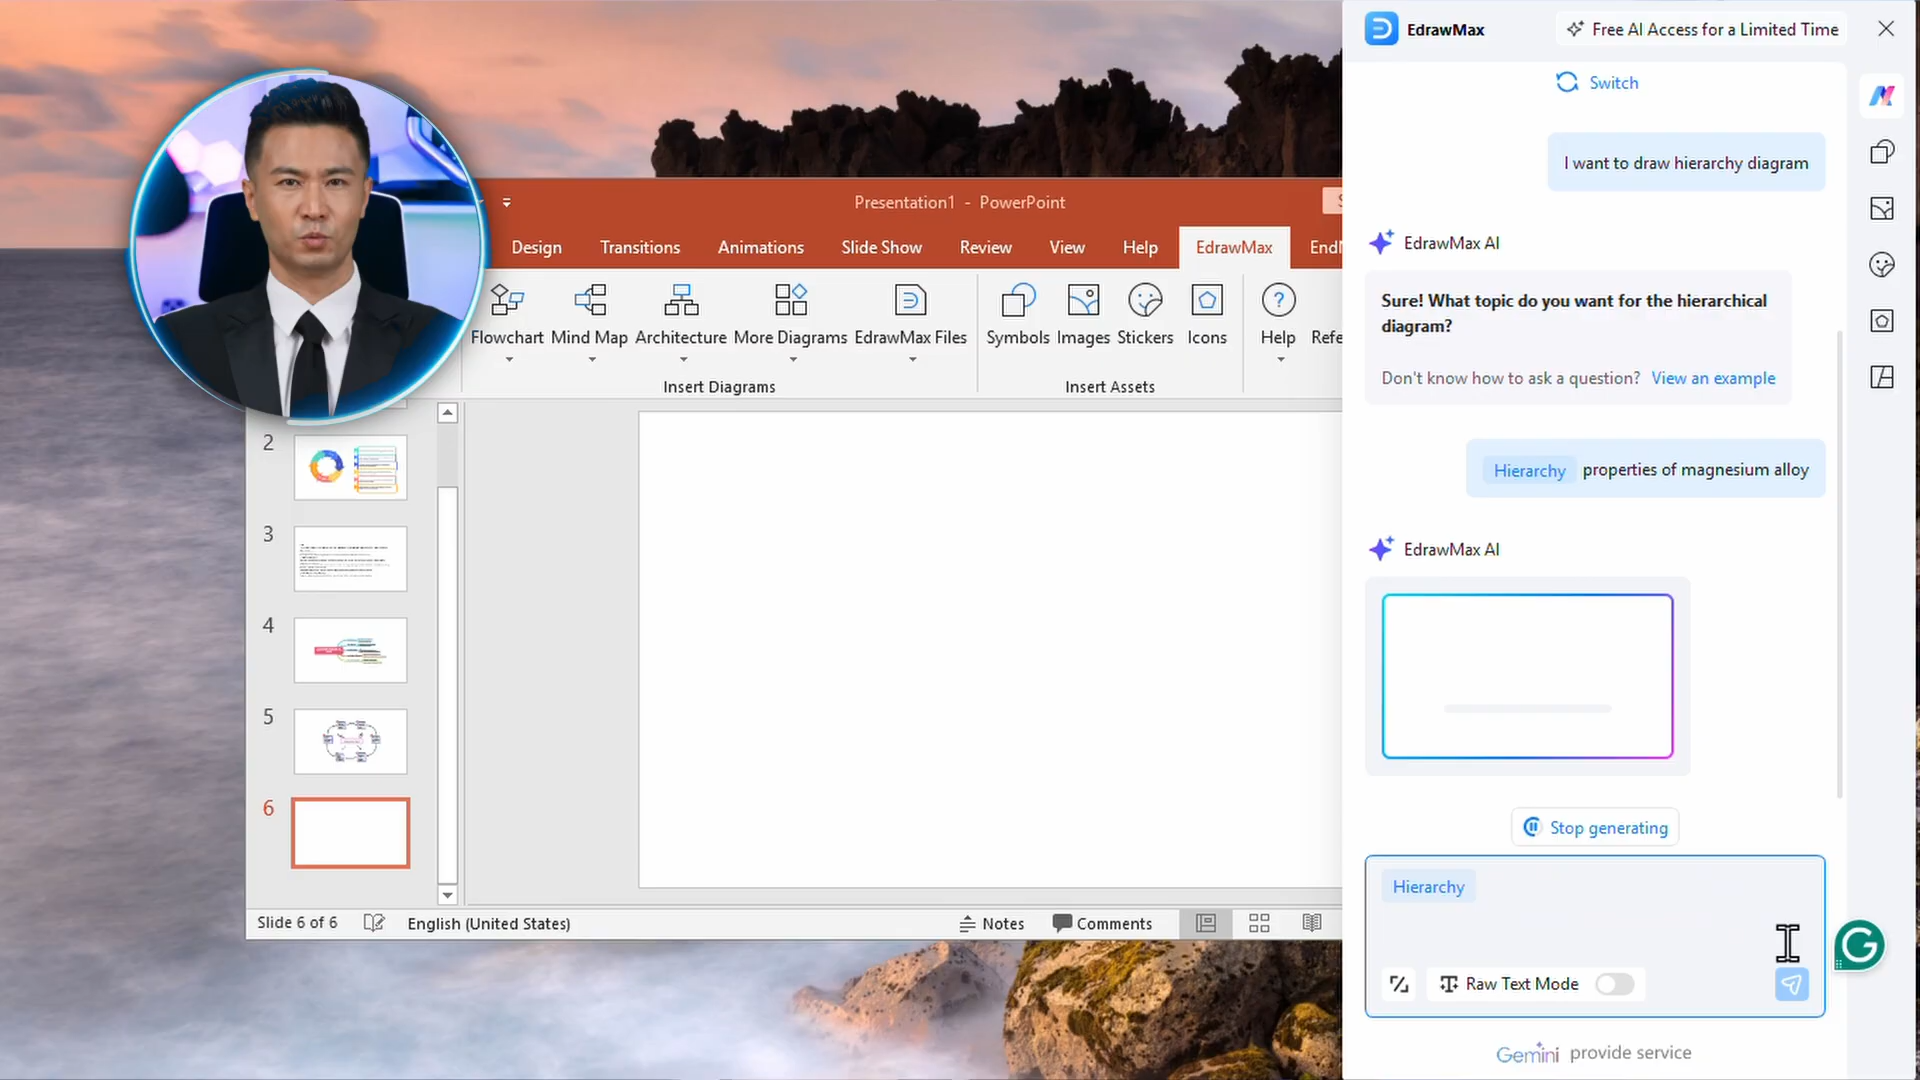 EdrawMax
Free AI Access for a Limited Time
Switch
I want to draw hierarchy diagram
EdrawMax AI
Sure! What topic do you want for the hierarchical
diagram?
Don't know how to ask a question? View an example
Hierarchy properties of magnesium alloy
EdrawMax AI
Stop generating
Hierarchy
Raw Text Mode
Gemini provide service
Presentation1 - PowerPoint
Design Transitions Animations Slide Show Review View Help EdrawMax
Flowchart Mind Map Architecture More Diagrams EdrawMax Files Symbols Images Stickers Icons Help
Insert Diagrams Insert Assets
2
3
4
5
6
Slide 6 of 6 English (United States) Notes Comments